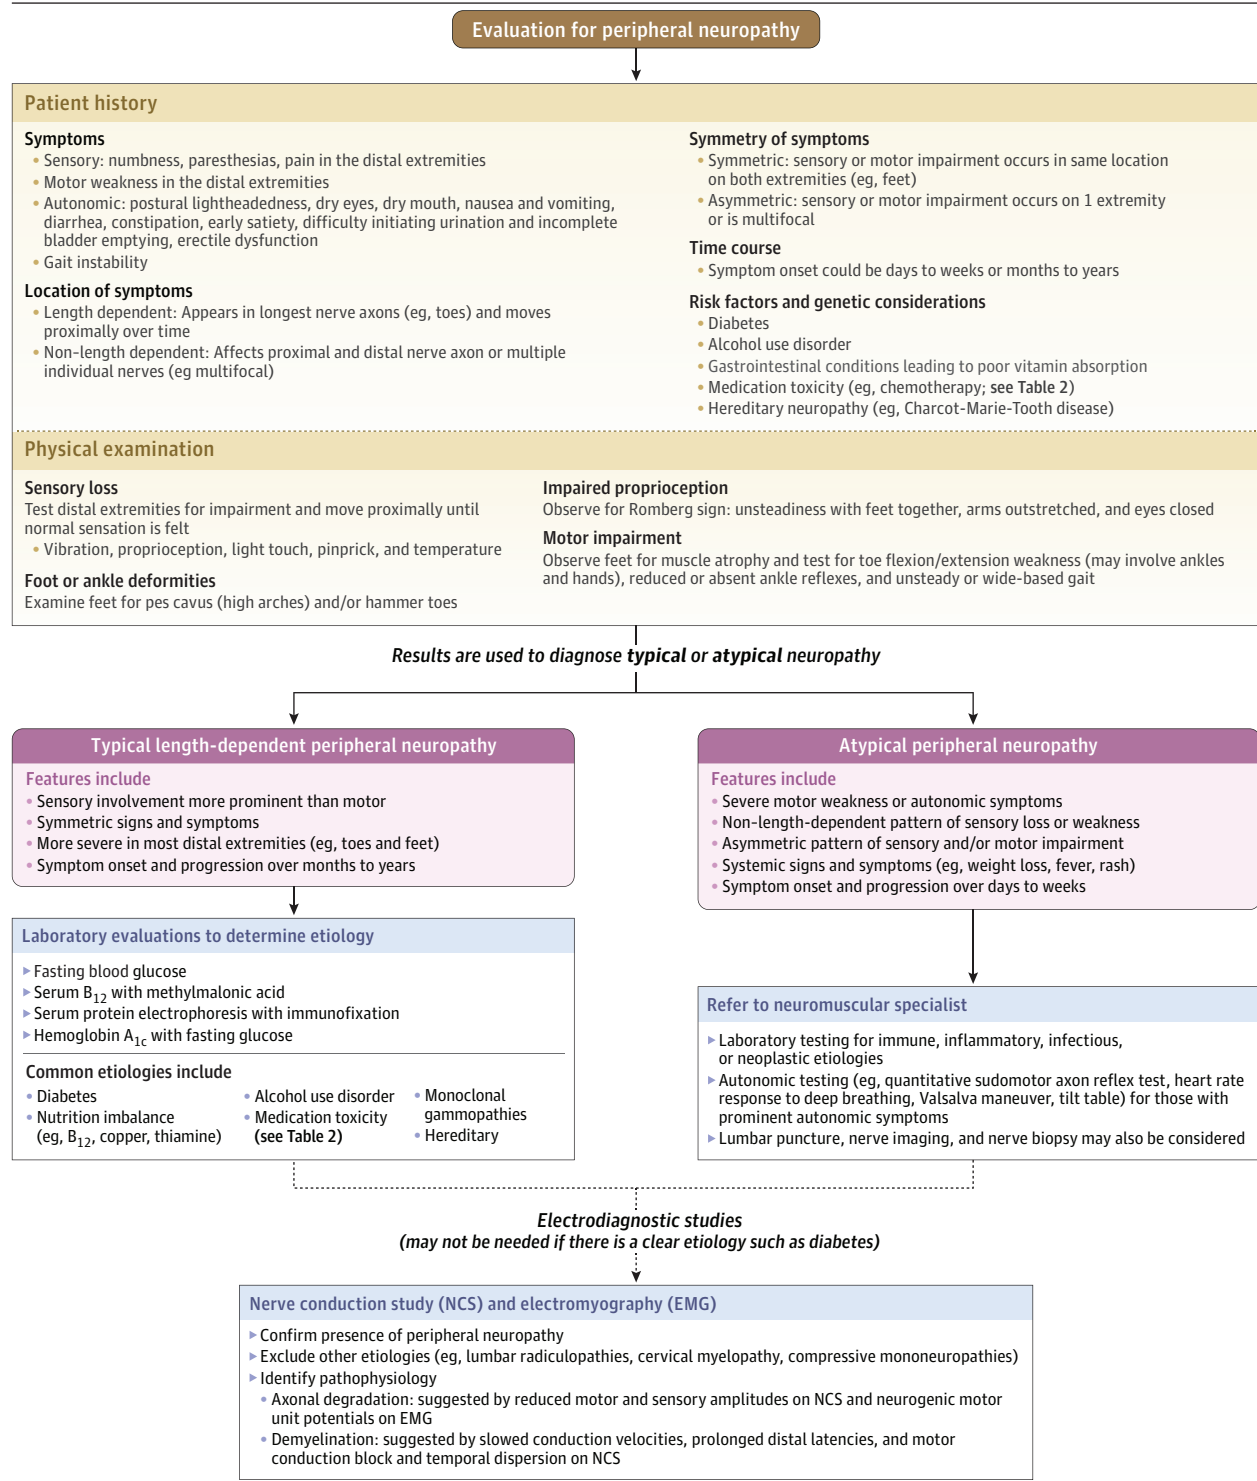 Evaluation for peripheral neuropathy
Patient history
Symptoms
• Sensory: numbness, paresthesias, pain in the distal extremities
• Motor weakness in the distal extremities
• Autonomic: postural lightheadedness, dry eyes, dry mouth, nausea and vomiting,
diarrhea, constipation, early satiety, difficulty initiating urination and incomplete
bladder emptying, erectile dysfunction
• Gait instability
Location of symptoms
• Length dependent: Appears in longest nerve axons (eg, toes) and moves
proximally over time
• Non-length dependent: Affects proximal and distal nerve axon or multiple
individual nerves (eg multifocal)
Symmetry of symptoms
• Symmetric: sensory or motor impairment occurs in same location
on both extremities (eg, feet)
• Asymmetric: sensory or motor impairment occurs on 1 extremity
or is multifocal
Time course
• Symptom onset could be days to weeks or months to years
Risk factors and genetic considerations
• Diabetes
• Alcohol use disorder
• Gastrointestinal conditions leading to poor vitamin absorption
• Medication toxicity (eg, chemotherapy; see Table 2)
• Hereditary neuropathy (eg, Charcot-Marie-Tooth disease)
Physical examination
Sensory loss
Test distal extremities for impairment and move proximally until
normal sensation is felt
• Vibration, proprioception, light touch, pinprick, and temperature
Foot or ankle deformities
Examine feet for pes cavus (high arches) and/or hammer toes
Impaired proprioception
Observe for Romberg sign: unsteadiness with feet together, arms outstretched, and eyes closed
Motor impairment
Observe feet for muscle atrophy and test for toe flexion/extension weakness (may involve ankles
and hands), reduced or absent ankle reflexes, and unsteady or wide-based gait
Results are used to diagnose typical or atypical neuropathy
Typical length-dependent peripheral neuropathy
Features include
• Sensory involvement more prominent than motor
• Symmetric signs and symptoms
• More severe in most distal extremities (eg, toes and feet)
• Symptom onset and progression over months to years
Laboratory evaluations to determine etiology
▸ Fasting blood glucose
▸ Serum B12 with methylmalonic acid
▸ Serum protein electrophoresis with immunofixation
▸ Hemoglobin A1c with fasting glucose
Common etiologies include
• Diabetes
• Nutrition imbalance
(eg, B12, copper, thiamine)
• Alcohol use disorder
• Medication toxicity
(see Table 2)
• Monoclonal
gammopathies
• Hereditary
Atypical peripheral neuropathy
Features include
• Severe motor weakness or autonomic symptoms
• Non-length-dependent pattern of sensory loss or weakness
• Asymmetric pattern of sensory and/or motor impairment
• Systemic signs and symptoms (eg, weight loss, fever, rash)
• Symptom onset and progression over days to weeks
Refer to neuromuscular specialist
▸ Laboratory testing for immune, inflammatory, infectious,
or neoplastic etiologies
▸ Autonomic testing (eg, quantitative sudomotor axon reflex test, heart rate
response to deep breathing, Valsalva maneuver, tilt table) for those with
prominent autonomic symptoms
▸ Lumbar puncture, nerve imaging, and nerve biopsy may also be considered
Electrodiagnostic studies
(may not be needed if there is a clear etiology such as diabetes)
Nerve conduction study (NCS) and electromyography (EMG)
▸ Confirm presence of peripheral neuropathy
▸ Exclude other etiologies (eg, lumbar radiculopathies, cervical myelopathy, compressive mononeuropathies)
▸ Identify pathophysiology
• Axonal degradation: suggested by reduced motor and sensory amplitudes on NCS and neurogenic motor
unit potentials on EMG
• Demyelination: suggested by slowed conduction velocities, prolonged distal latencies, and motor
conduction block and temporal dispersion on NCS